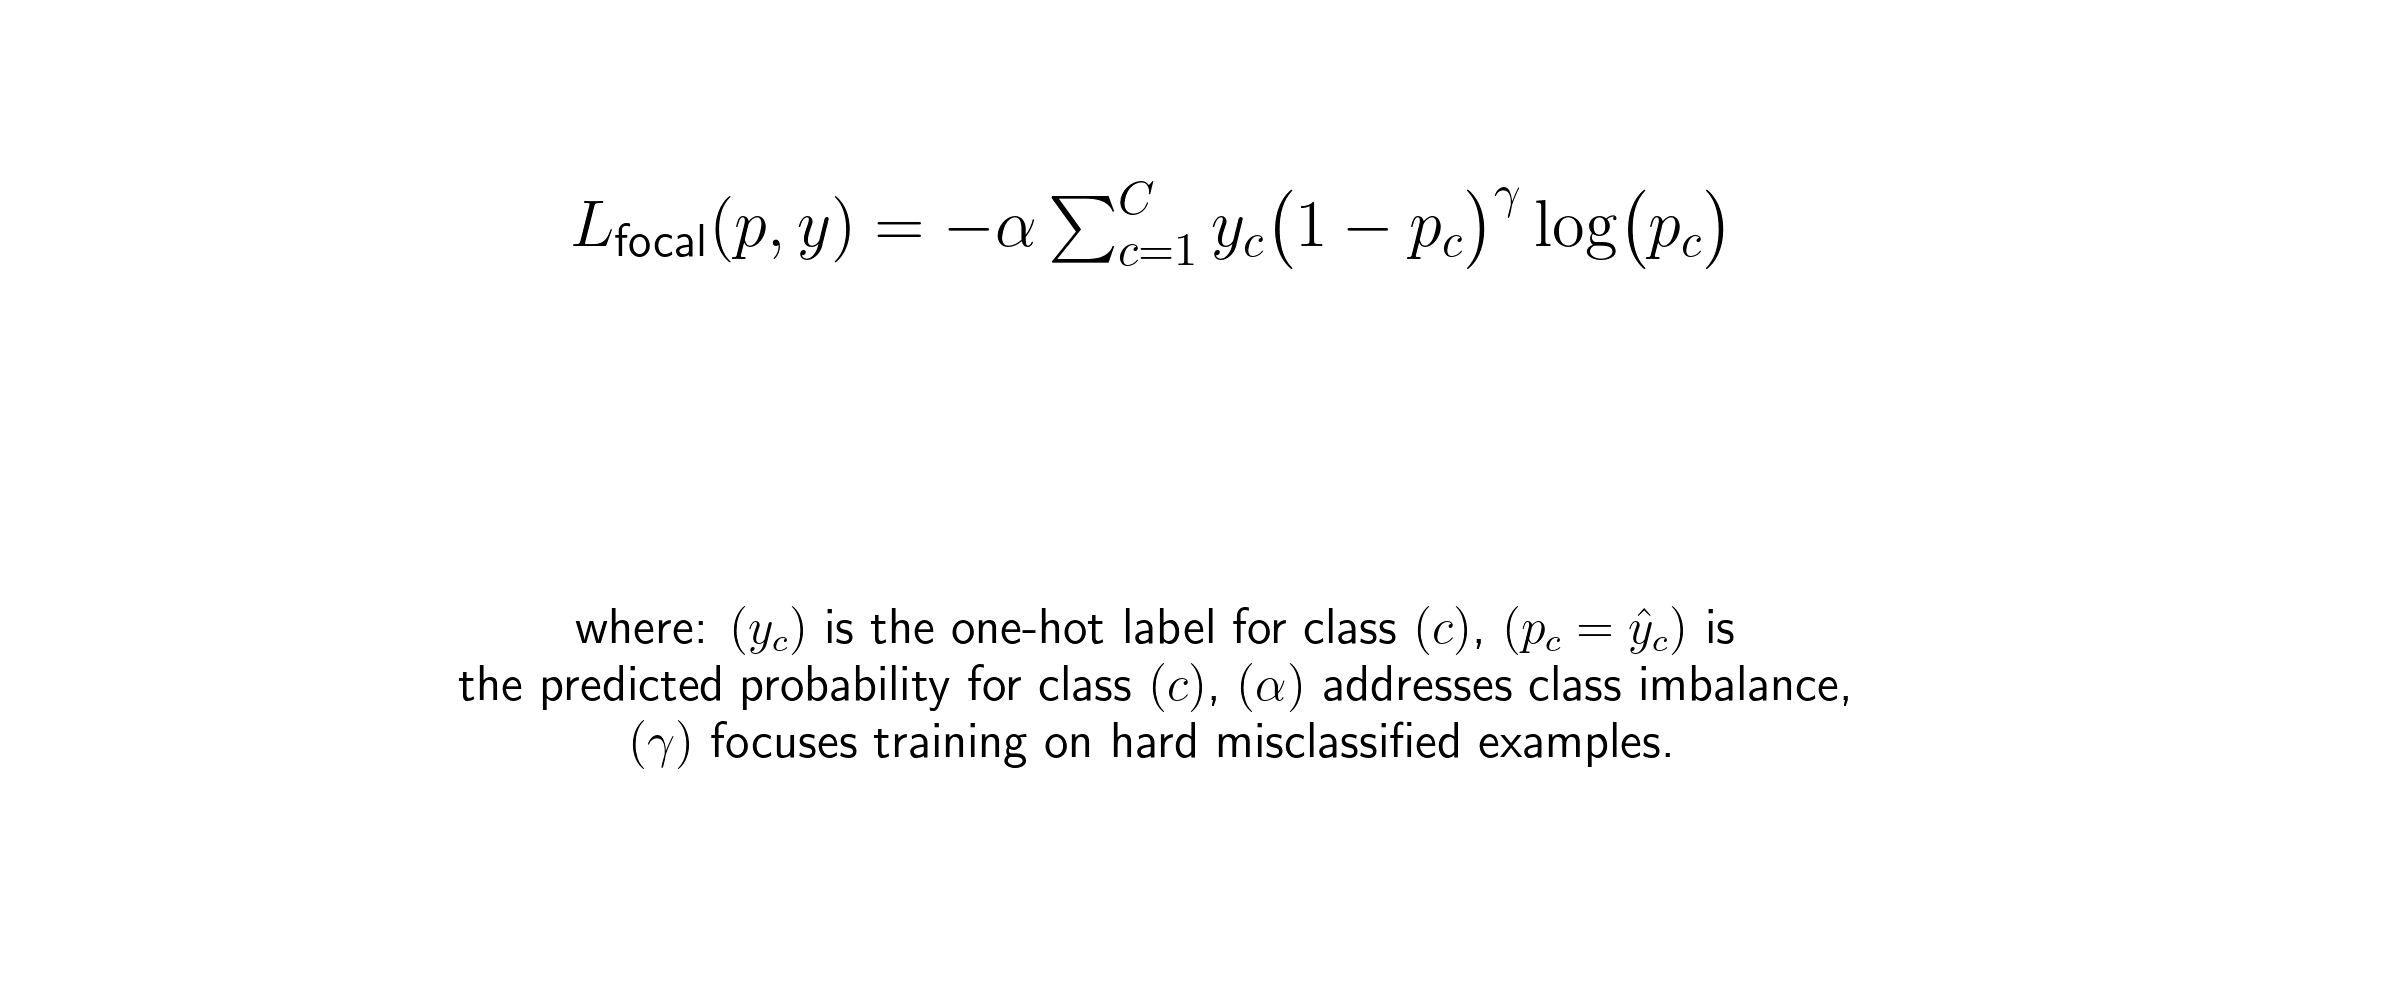 L_focal(p, y) = −α ∑_{c=1}^{C} y_c(1 − p_c)^γ log(p_c)
where: (y_c) is the one-hot label for class (c), (p_c = ŷ_c) is
the predicted probability for class (c), (α) addresses class imbalance,
(γ) focuses training on hard misclassified examples.